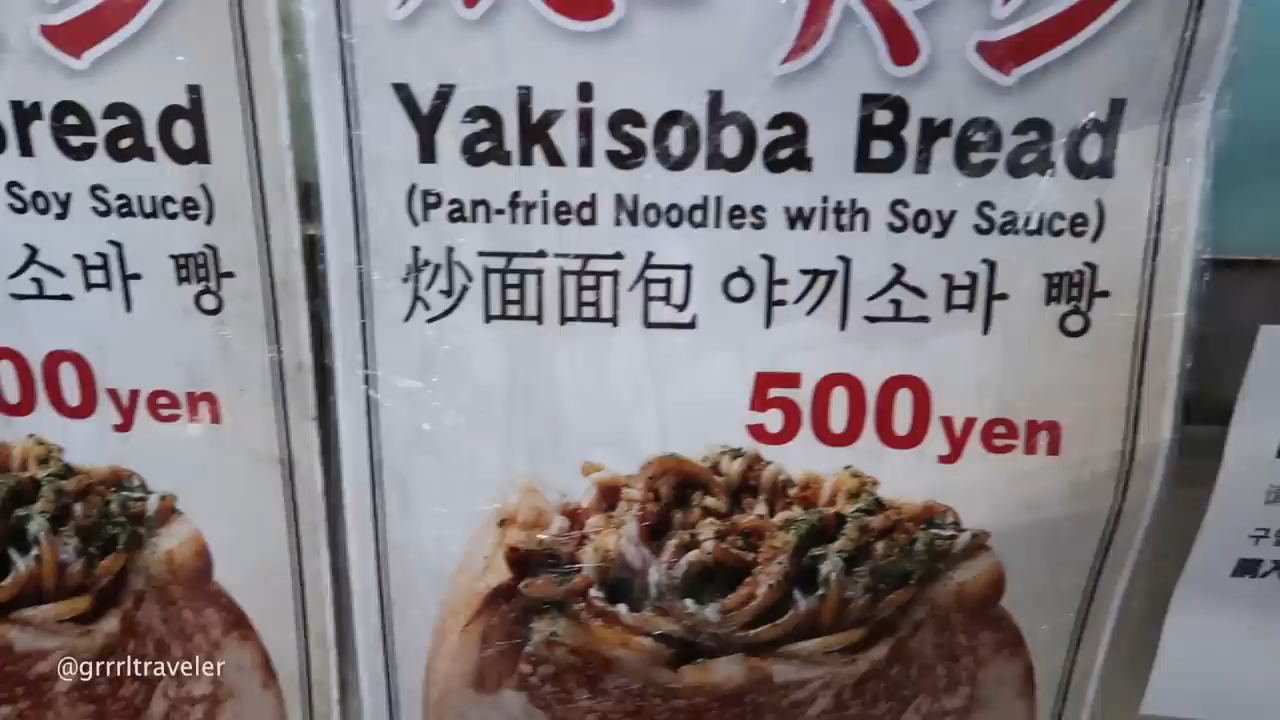 Bread
Soy Sauce)
소바 빵
00yen
Yakisoba Bread
(Pan-fried Noodles with Soy Sauce)
炒面面包 야끼소바 빵
500yen
@grrrltraveler